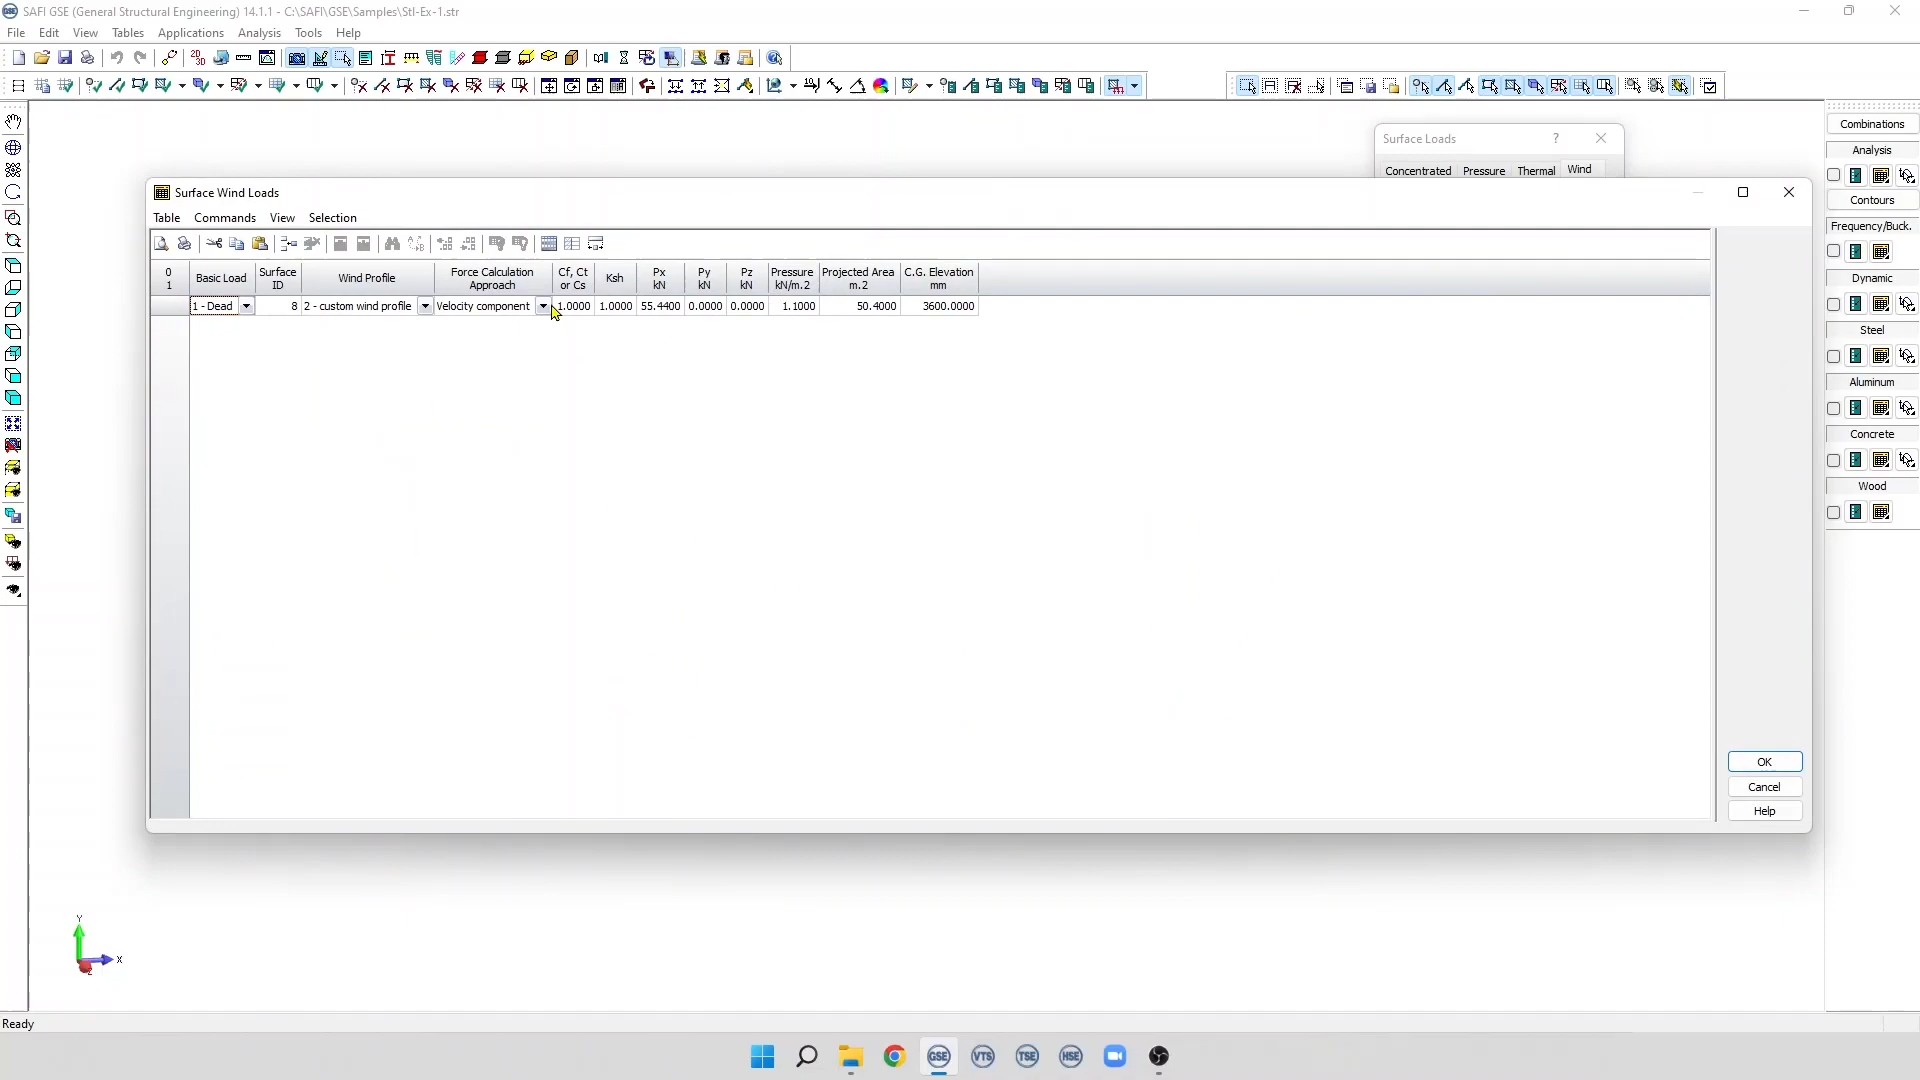 SAFI GSE (General Structural Engineering) 14.1.1 - C:\SAFI\GSE\Samples\Stl-Ex-1.str
File Edit View Tables Applications Analysis Tools Help
Surface Loads ?
Concentrated Pressure Thermal Wind
Surface Wind Loads
Table Commands View Selection
0
1
Basic Load
Surface
ID
Wind Profile
Force Calculation
Approach
Cf, Ct
or Cs
Ksh
Px
kN
Py
kN
Pz
kN
Pressure
kN/m.2
Projected Area
m.2
C.G. Elevation
mm
1 - Dead 8 2 - custom wind profile Velocity component 1.0000 1.0000 55.4400 0.0000 0.0000 1.1000 50.4000 3600.0000
OK
Cancel
Help
Combinations
Analysis
Contours
Frequency/Buck.
Dynamic
Steel
Aluminum
Concrete
Wood
Y
X
Z
Ready
GSE VTS TSE HSE